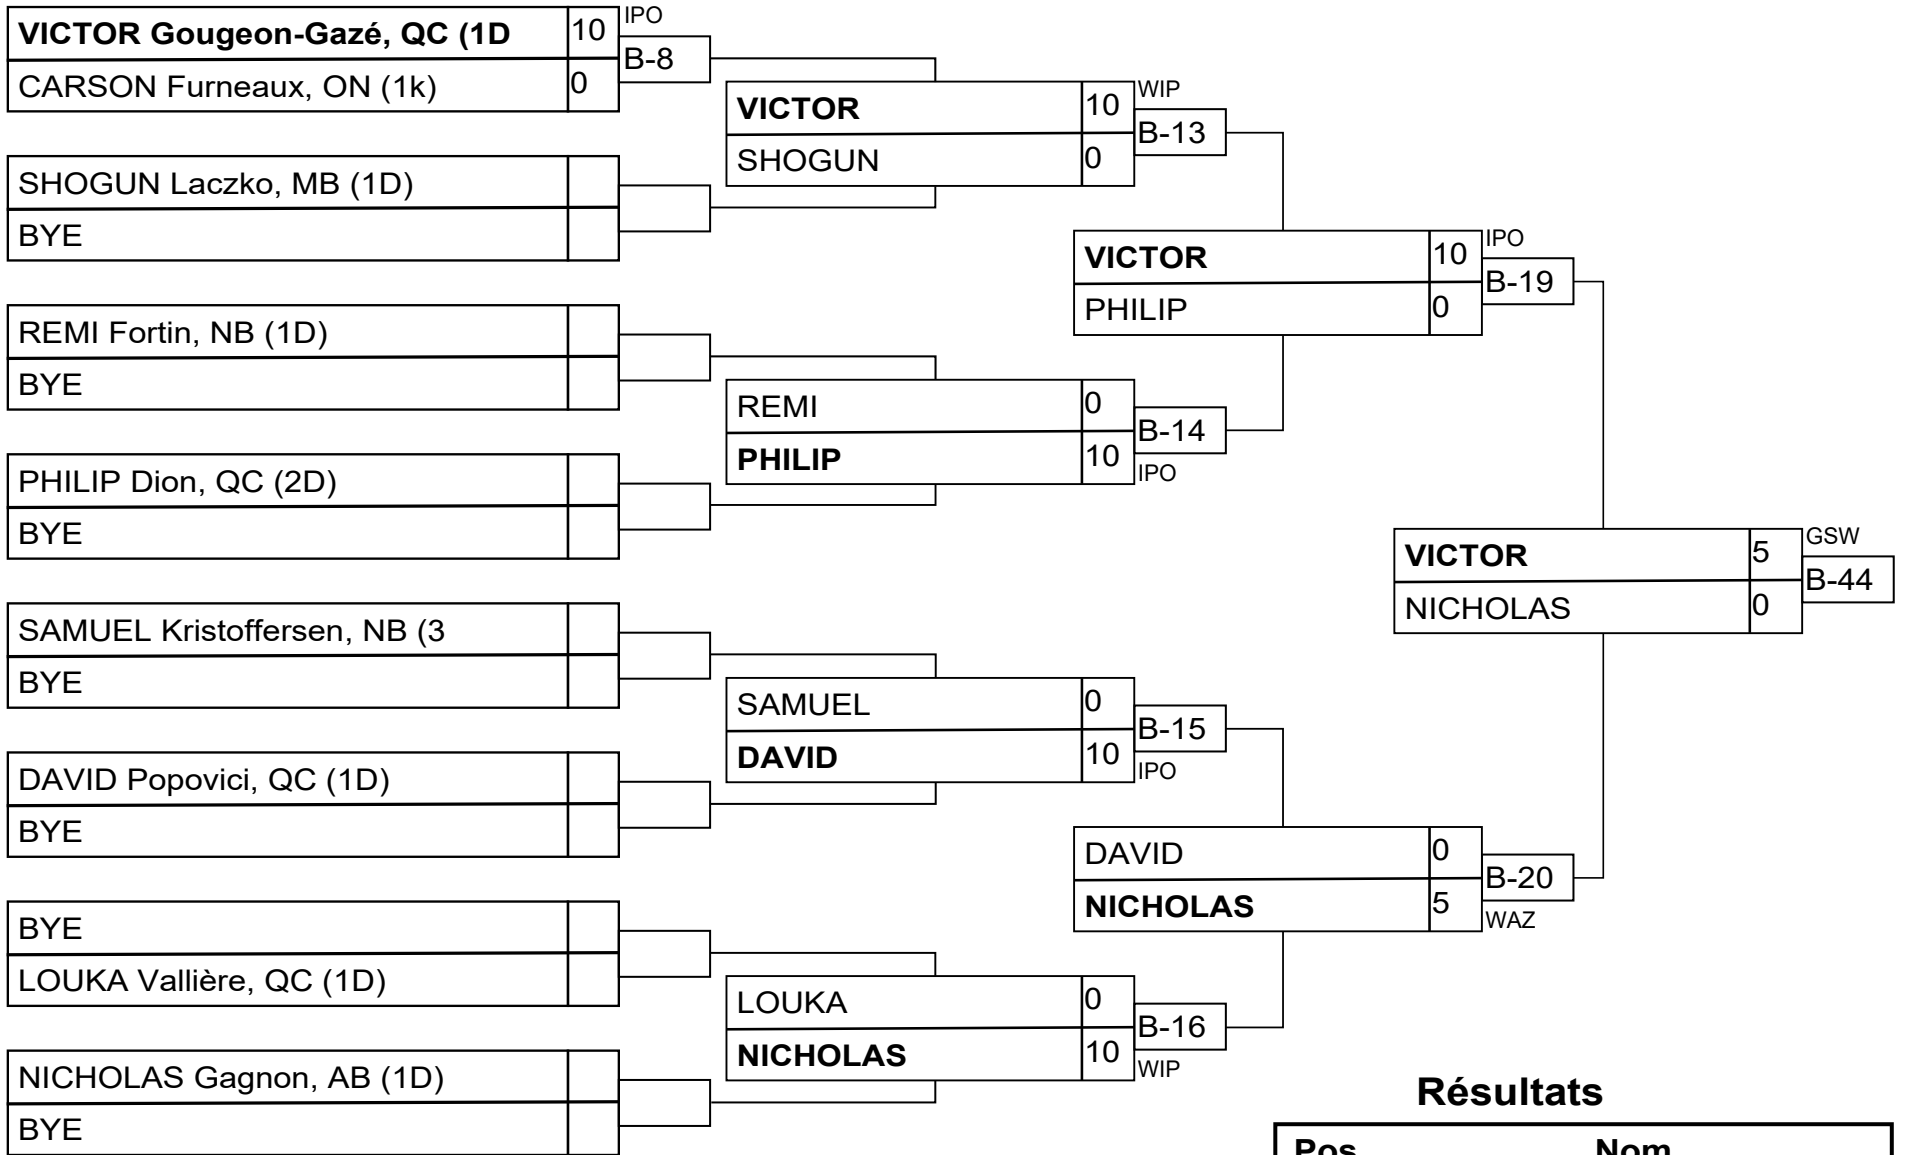 VICTOR Gougeon-Gazé, QC (1D 10 IPO
B-8
CARSON Furneaux, ON (1k) 0
SHOGUN Laczko, MB (1D)
BYE
REMI Fortin, NB (1D)
BYE
PHILIP Dion, QC (2D)
BYE
SAMUEL Kristoffersen, NB (3
BYE
DAVID Popovici, QC (1D)
BYE
BYE
LOUKA Vallière, QC (1D)
NICHOLAS Gagnon, AB (1D)
BYE
VICTOR 10 WIP
B-13
SHOGUN 0
REMI 0
B-14
PHILIP 10 IPO
SAMUEL 0
B-15
DAVID 10 IPO
LOUKA 0
B-16
NICHOLAS 10 WIP
VICTOR 10 IPO
B-19
PHILIP 0
DAVID 0
B-20
NICHOLAS 5 WAZ
VICTOR 5 GSW
B-44
NICHOLAS 0
Résultats
Pos Nom